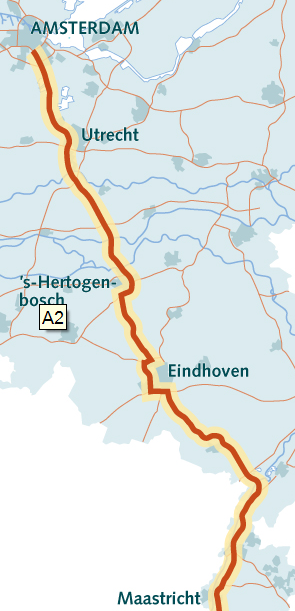 AMSTERDAM
Utrecht
's-Hertogen-
bosch
A2
Eindhoven
Maastricht